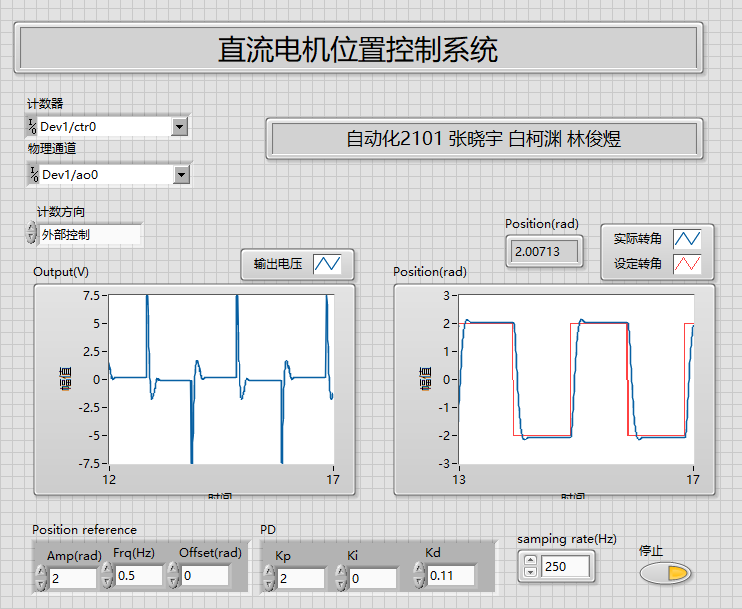 直流电机位置控制系统
计数器
Dev1/ctr0
自动化2101 张晓宇 白柯渊 林俊煜
物理通道
Dev1/ao0
计数方向
外部控制
Position(rad)
2.00713
实际转角
设定转角
输出电压
Output(V)
Position(rad)
7.5
5
2.5
0
-2.5
-5
-7.5
幅值
12
17
时间
3
2
1
0
-1
-2
-3
幅值
13
17
时间
Position reference
Amp(rad)
2
Frq(Hz)
0.5
Offset(rad)
0
PD
Kp
2
Ki
0
Kd
0.11
samping rate(Hz)
250
停止